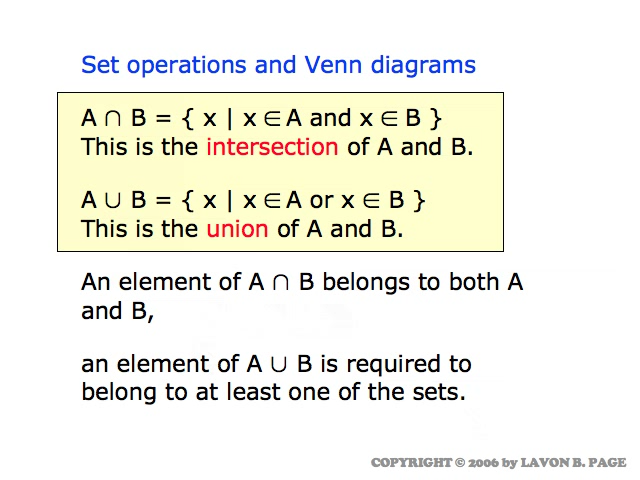 Set operations and Venn diagrams
A ∩ B = { x | x ∈ A and x ∈ B }
This is the intersection of A and B.
A ∪ B = { x | x ∈ A or x ∈ B }
This is the union of A and B.
An element of A ∩ B belongs to both A
and B,
an element of A ∪ B is required to
belong to at least one of the sets.
COPYRIGHT © 2006 by LAVON B. PAGE